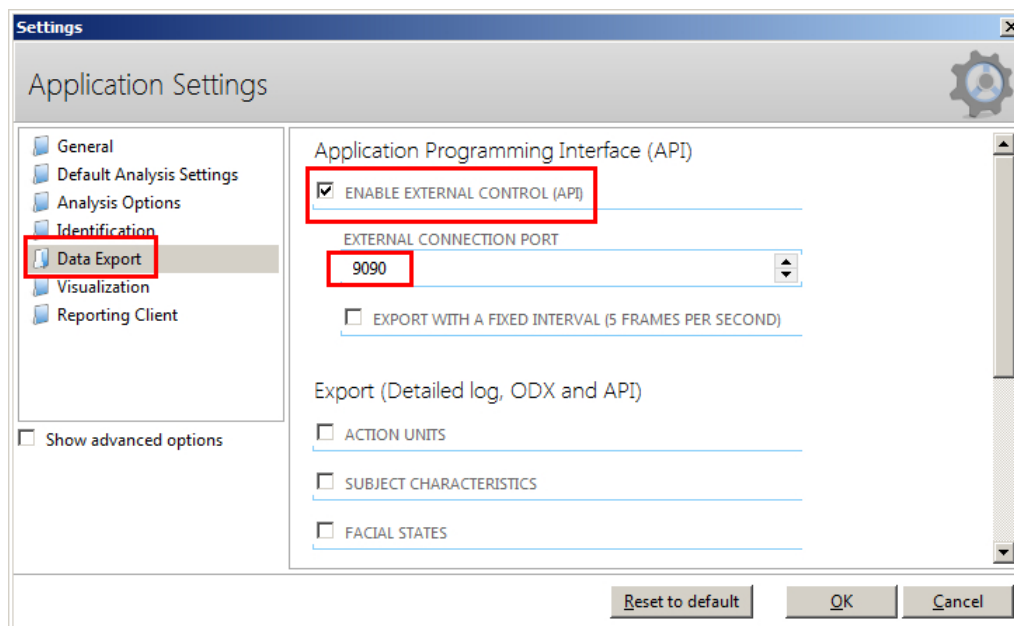 Settings
Application Settings
General
Default Analysis Settings
Analysis Options
Identification
Data Export
Visualization
Reporting Client
Show advanced options
Application Programming Interface (API)
ENABLE EXTERNAL CONTROL (API)
EXTERNAL CONNECTION PORT
9090
EXPORT WITH A FIXED INTERVAL (5 FRAMES PER SECOND)
Export (Detailed log, ODX and API)
ACTION UNITS
SUBJECT CHARACTERISTICS
FACIAL STATES
Reset to default
OK
Cancel